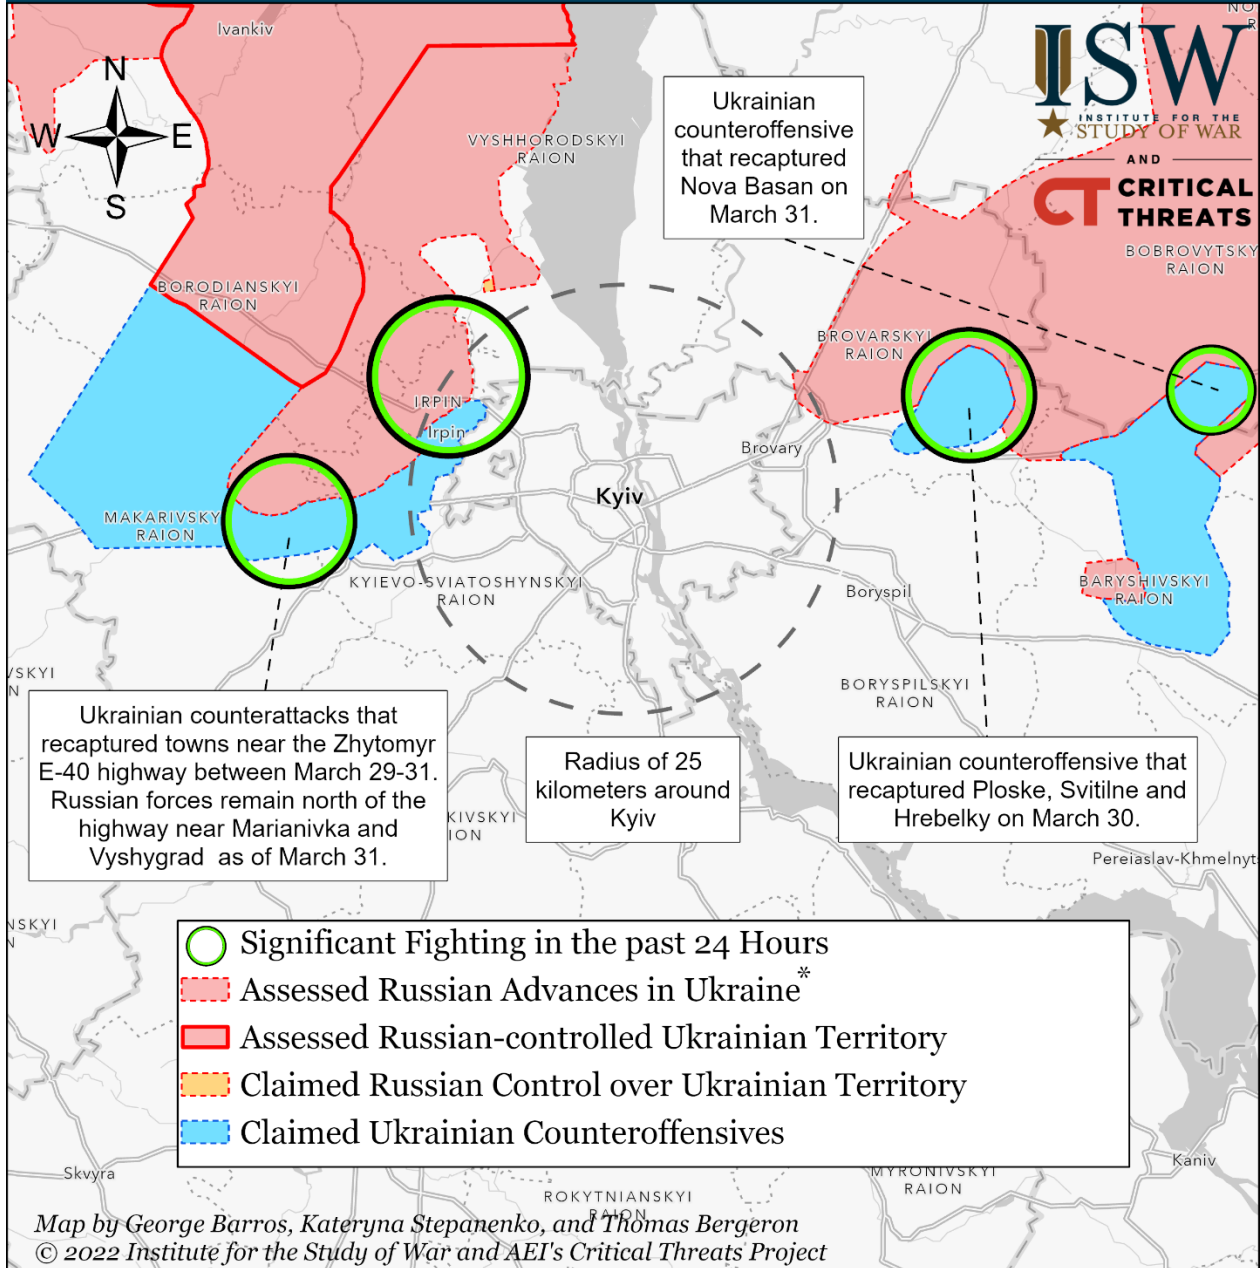 Ivankiv
N
W
E
S
VYSHHORODSKYI
RAION
Ukrainian
counteroffensive
that recaptured
Nova Basan on
March 31.
NO
R
ISW
INSTITUTE FOR THE
STUDY OF WAR
AND
CT CRITICAL
THREATS
BOBROVYTSKY
RAION
BORODIANSKYI
RAION
BROVARSKYI
RAION
IRPIN
Irpin
Brovary
Kyiv
MAKARIVSKY
RAION
KYIEVO-SVIATOSHYNSKYI
RAION
Boryspil
BARYSHIVSKYI
RAION
VSKYI
N
BORYSPILSKYI
RAION
Ukrainian counterattacks that
recaptured towns near the Zhytomyr
E-40 highway between March 29-31.
Russian forces remain north of the
highway near Marianivka and
Vyshygrad as of March 31.
KIVSKYI
ION
Radius of 25
kilometers around
Kyiv
Ukrainian counteroffensive that
recaptured Ploske, Svitilne and
Hrebelky on March 30.
Pereiaslav-Khmelnyts
NSKYI
N
Significant Fighting in the past 24 Hours
Assessed Russian Advances in Ukraine*
Assessed Russian-controlled Ukrainian Territory
Claimed Russian Control over Ukrainian Territory
Claimed Ukrainian Counteroffensives
Skvyra
Kaniv
MYRONIVSKYI
RAION
ROKYTNIANSKYI
RAION
Map by George Barros, Kateryna Stepanenko, and Thomas Bergeron
© 2022 Institute for the Study of War and AEI's Critical Threats Project